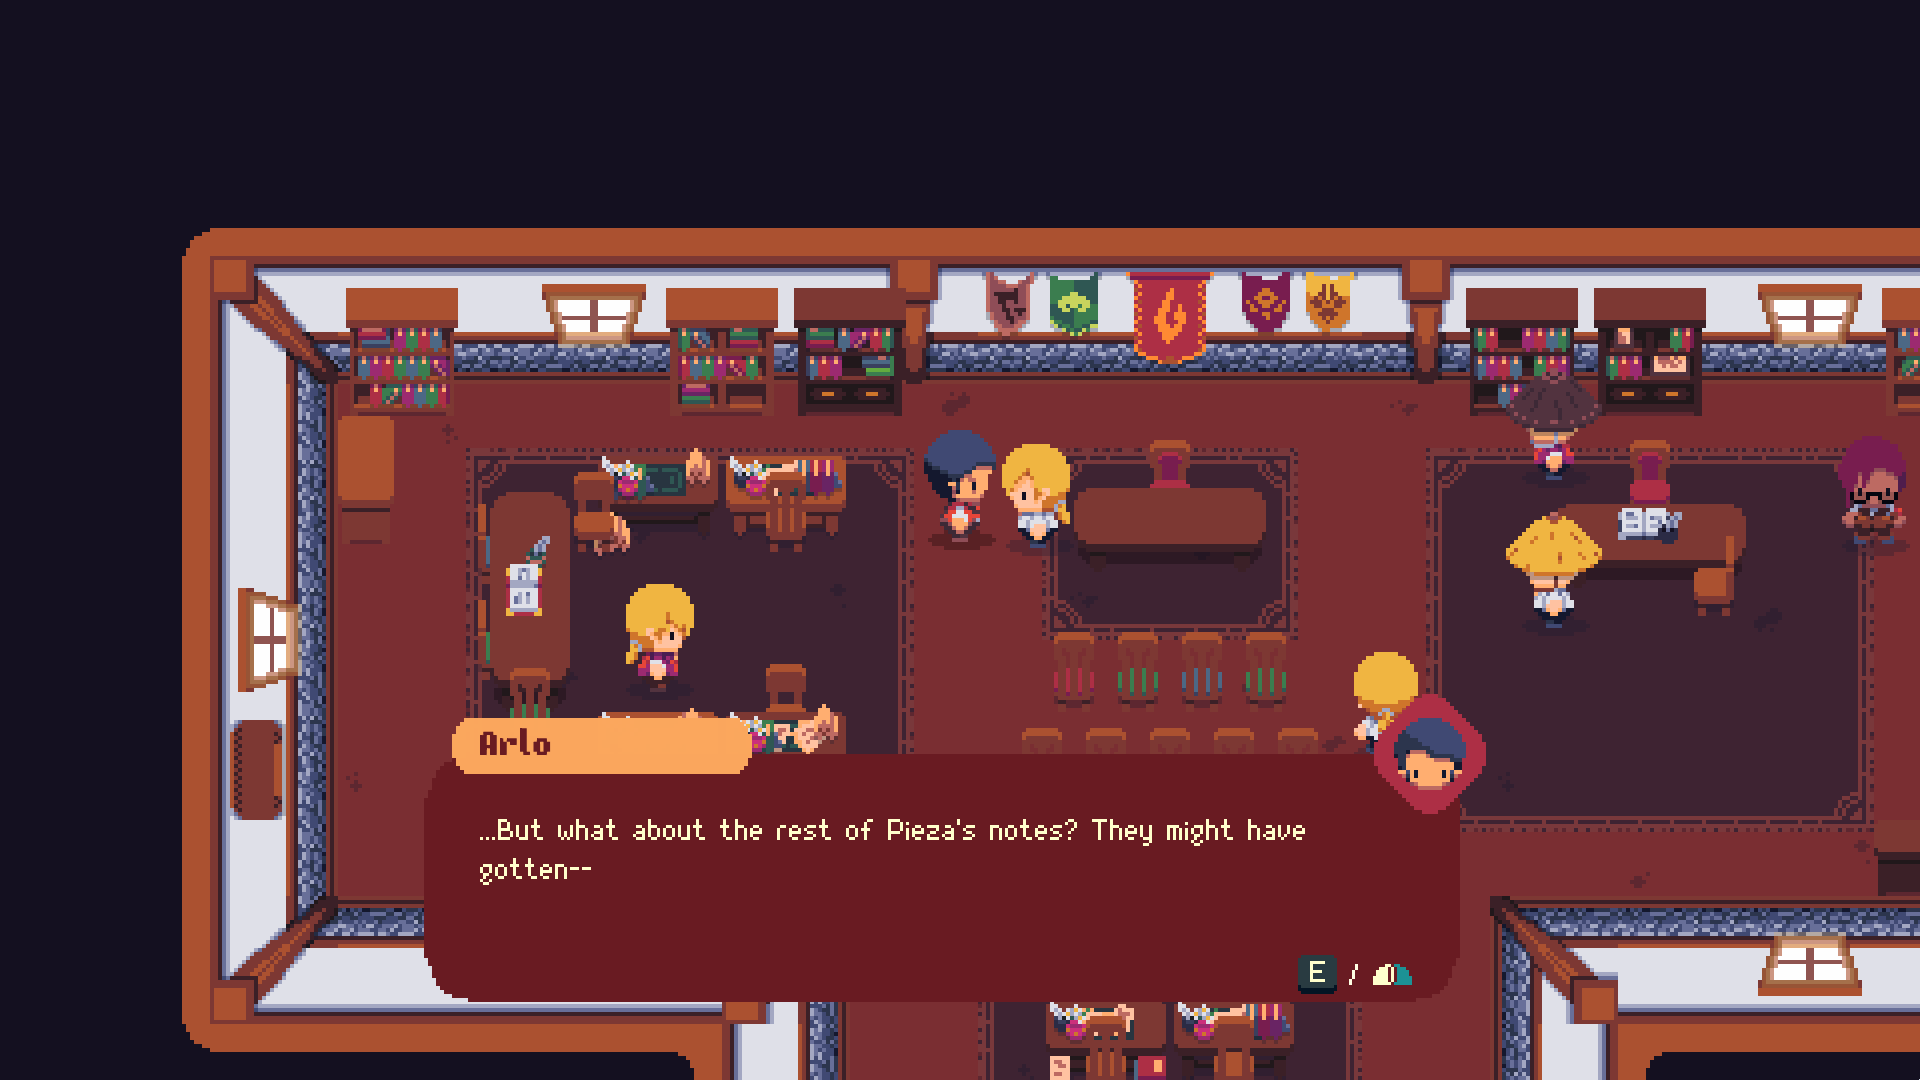 Arlo
…But what about the rest of Pieza's notes? They might have
gotten--
E /